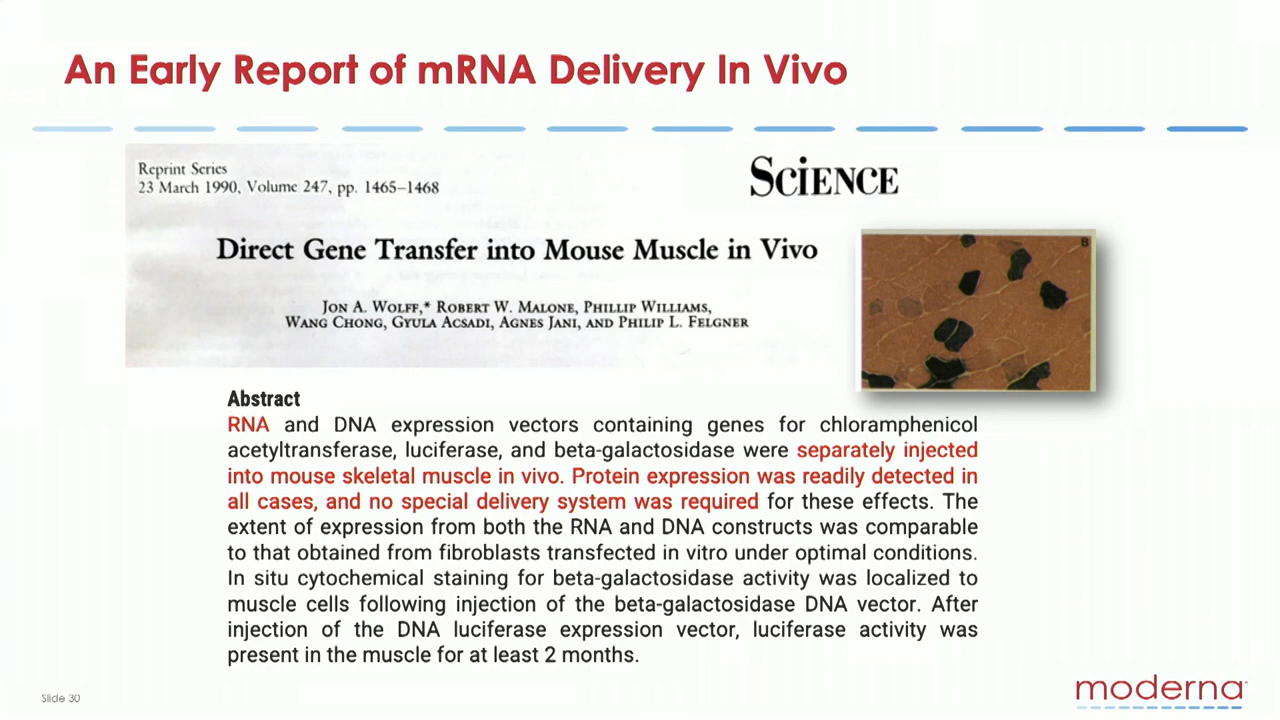 An Early Report of mRNA Delivery In Vivo
Reprint Series
23 March 1990, Volume 247, pp. 1465–1468
SCiENCE
Direct Gene Transfer into Mouse Muscle in Vivo
Jon A. Wolff,* Robert W. Malone, Phillip Williams,
Wang Chong, Gyula Acsadi, Agnes Jani, and Philip L. Felgner
B
Abstract
RNA and DNA expression vectors containing genes for chloramphenicol
acetyltransferase, luciferase, and beta-galactosidase were separately injected
into mouse skeletal muscle in vivo. Protein expression was readily detected in
all cases, and no special delivery system was required for these effects. The
extent of expression from both the RNA and DNA constructs was comparable
to that obtained from fibroblasts transfected in vitro under optimal conditions.
In situ cytochemical staining for beta-galactosidase activity was localized to
muscle cells following injection of the beta-galactosidase DNA vector. After
injection of the DNA luciferase expression vector, luciferase activity was
present in the muscle for at least 2 months.
Slide 30
moderna